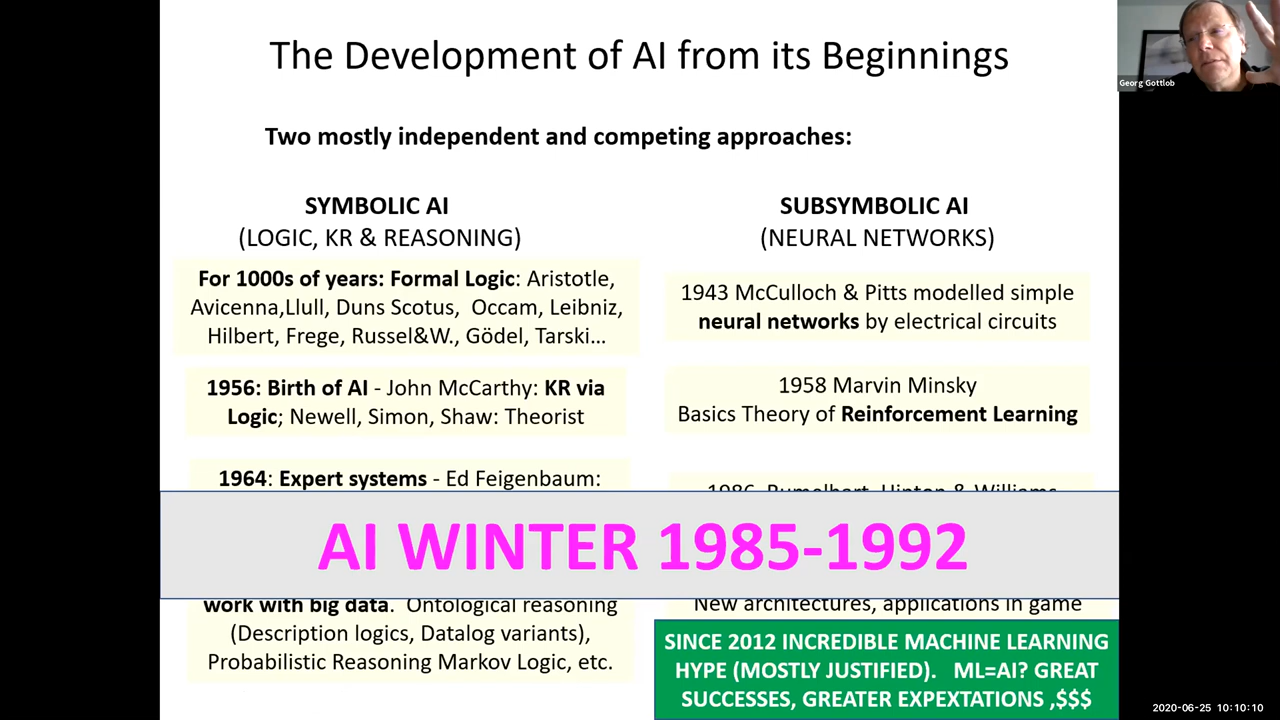 The Development of AI from its Beginnings
Georg Gottlob
Two mostly independent and competing approaches:
SYMBOLIC AI
(LOGIC, KR & REASONING)
For 1000s of years: Formal Logic: Aristotle,
Avicenna,Llull, Duns Scotus, Occam, Leibniz,
Hilbert, Frege, Russel&W., Gödel, Tarski...
1956: Birth of AI - John McCarthy: KR via
Logic; Newell, Simon, Shaw: Theorist
1964: Expert systems - Ed Feigenbaum:
SUBSYMBOLIC AI
(NEURAL NETWORKS)
1943 McCulloch & Pitts modelled simple
neural networks by electrical circuits
1958 Marvin Minsky
Basics Theory of Reinforcement Learning
1986 Rumelhart, Hinton & Williams
AI WINTER 1985-1992
work with big data. Ontological reasoning
(Description logics, Datalog variants),
Probabilistic Reasoning Markov Logic, etc.
New architectures, applications in game
SINCE 2012 INCREDIBLE MACHINE LEARNING
HYPE (MOSTLY JUSTIFIED). ML=AI? GREAT
SUCCESSES, GREATER EXPEXTATIONS ,$$$
2020-06-25 10:10:10